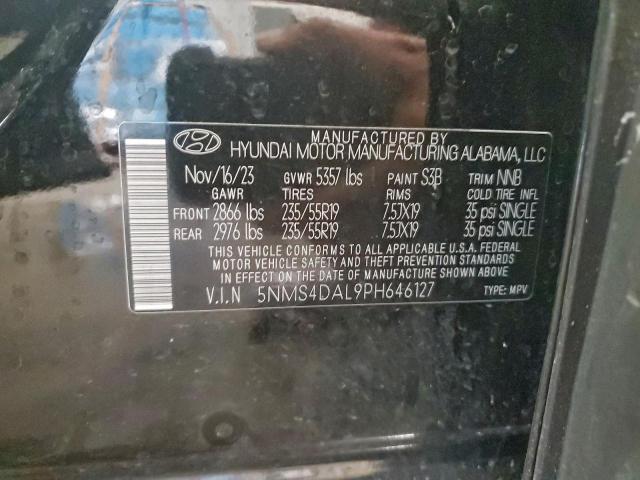 MANUFACTURED BY
HYUNDAI MOTOR MANUFACTURING ALABAMA, LLC
Nov/16/23 GVWR 5357 lbs PAINT S3B TRIM NNB
GAWR TIRES RIMS COLD TIRE INFL
FRONT 2866 lbs 235/55R19 7.5JX19 35 psi SINGLE
REAR 2976 lbs 235/55R19 7.5JX19 35 psi SINGLE
THIS VEHICLE CONFORMS TO ALL APPLICABLE U.S.A. FEDERAL
MOTOR VEHICLE SAFETY AND THEFT PREVENTION STANDARDS
IN EFFECT ON THE DATE OF MANUFACTURE SHOWN ABOVE.
V.I.N 5NMS4DAL9PH646127 TYPE: MPV